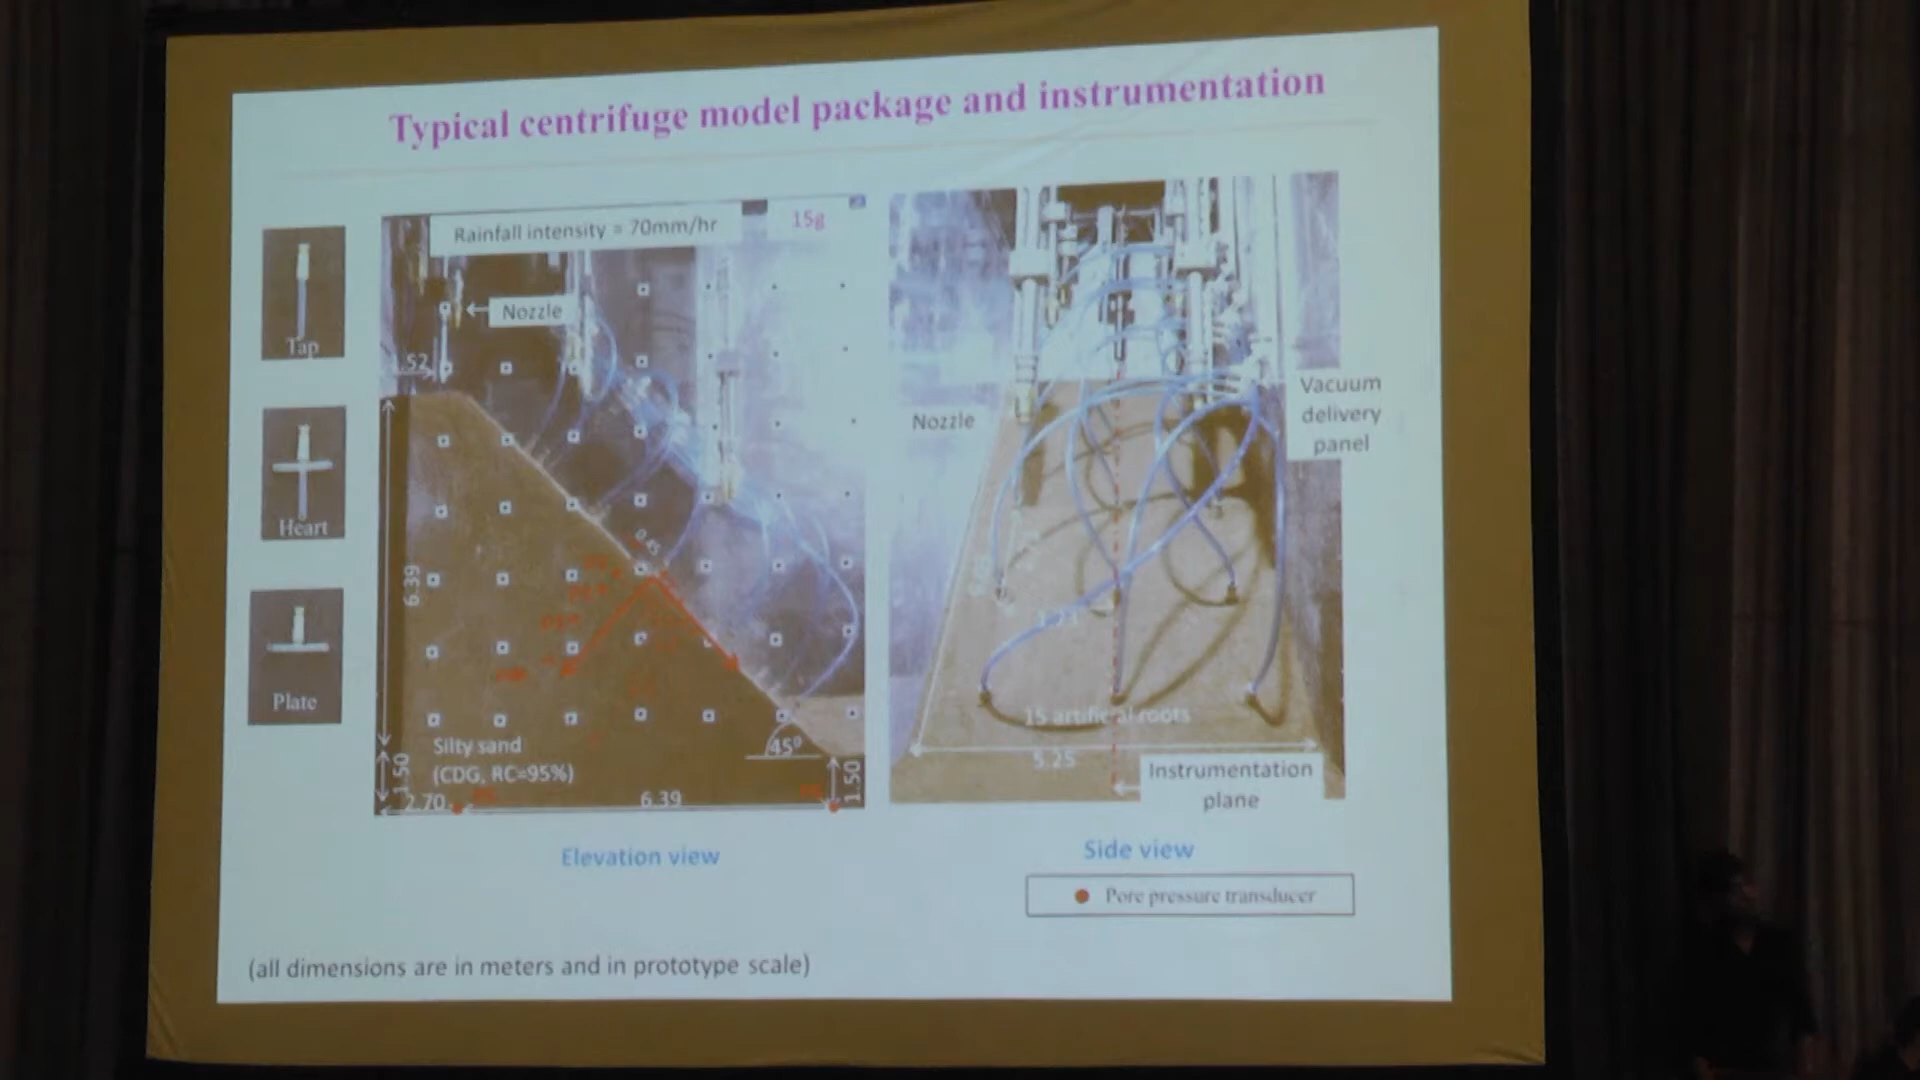 Typical centrifuge model package and instrumentation
Rainfall intensity = 70mm/hr
15g
Tap
Nozzle
Heart
Plate
6.39
0.45
Silty sand
(CDG, RC=95%)
45°
1.50
1.50
2.70
6.39
Elevation view
Nozzle
Vacuum
delivery
panel
15 artificial roots
5.25
Instrumentation
plane
Side view
Pore pressure transducer
(all dimensions are in meters and in prototype scale)